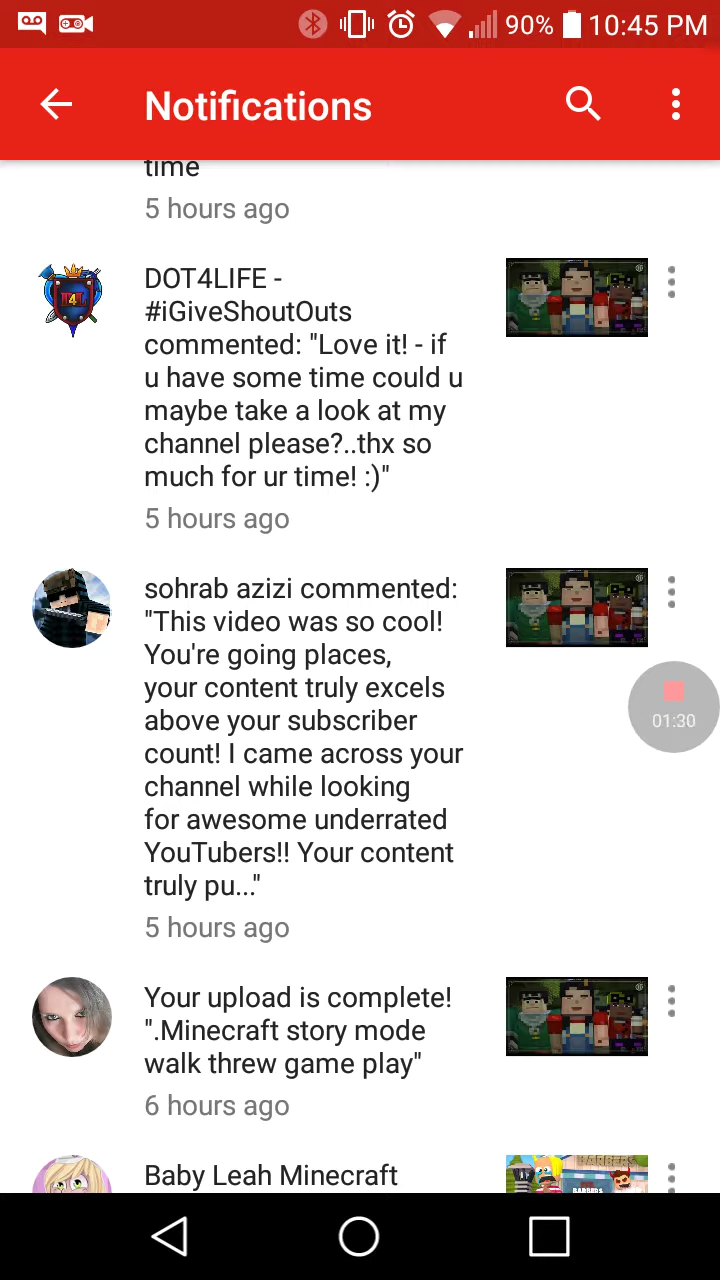 90% 10:45 PM
Notifications
time
5 hours ago
DOT4LIFE -
#iGiveShoutOuts
commented: "Love it! - if
u have some time could u
maybe take a look at my
channel please?..thx so
much for ur time! :)"
5 hours ago
sohrab azizi commented:
"This video was so cool!
You're going places,
your content truly excels
above your subscriber
count! I came across your
channel while looking
for awesome underrated
YouTubers!! Your content
truly pu..."
5 hours ago
01:30
Your upload is complete!
".Minecraft story mode
walk threw game play"
6 hours ago
Baby Leah Minecraft